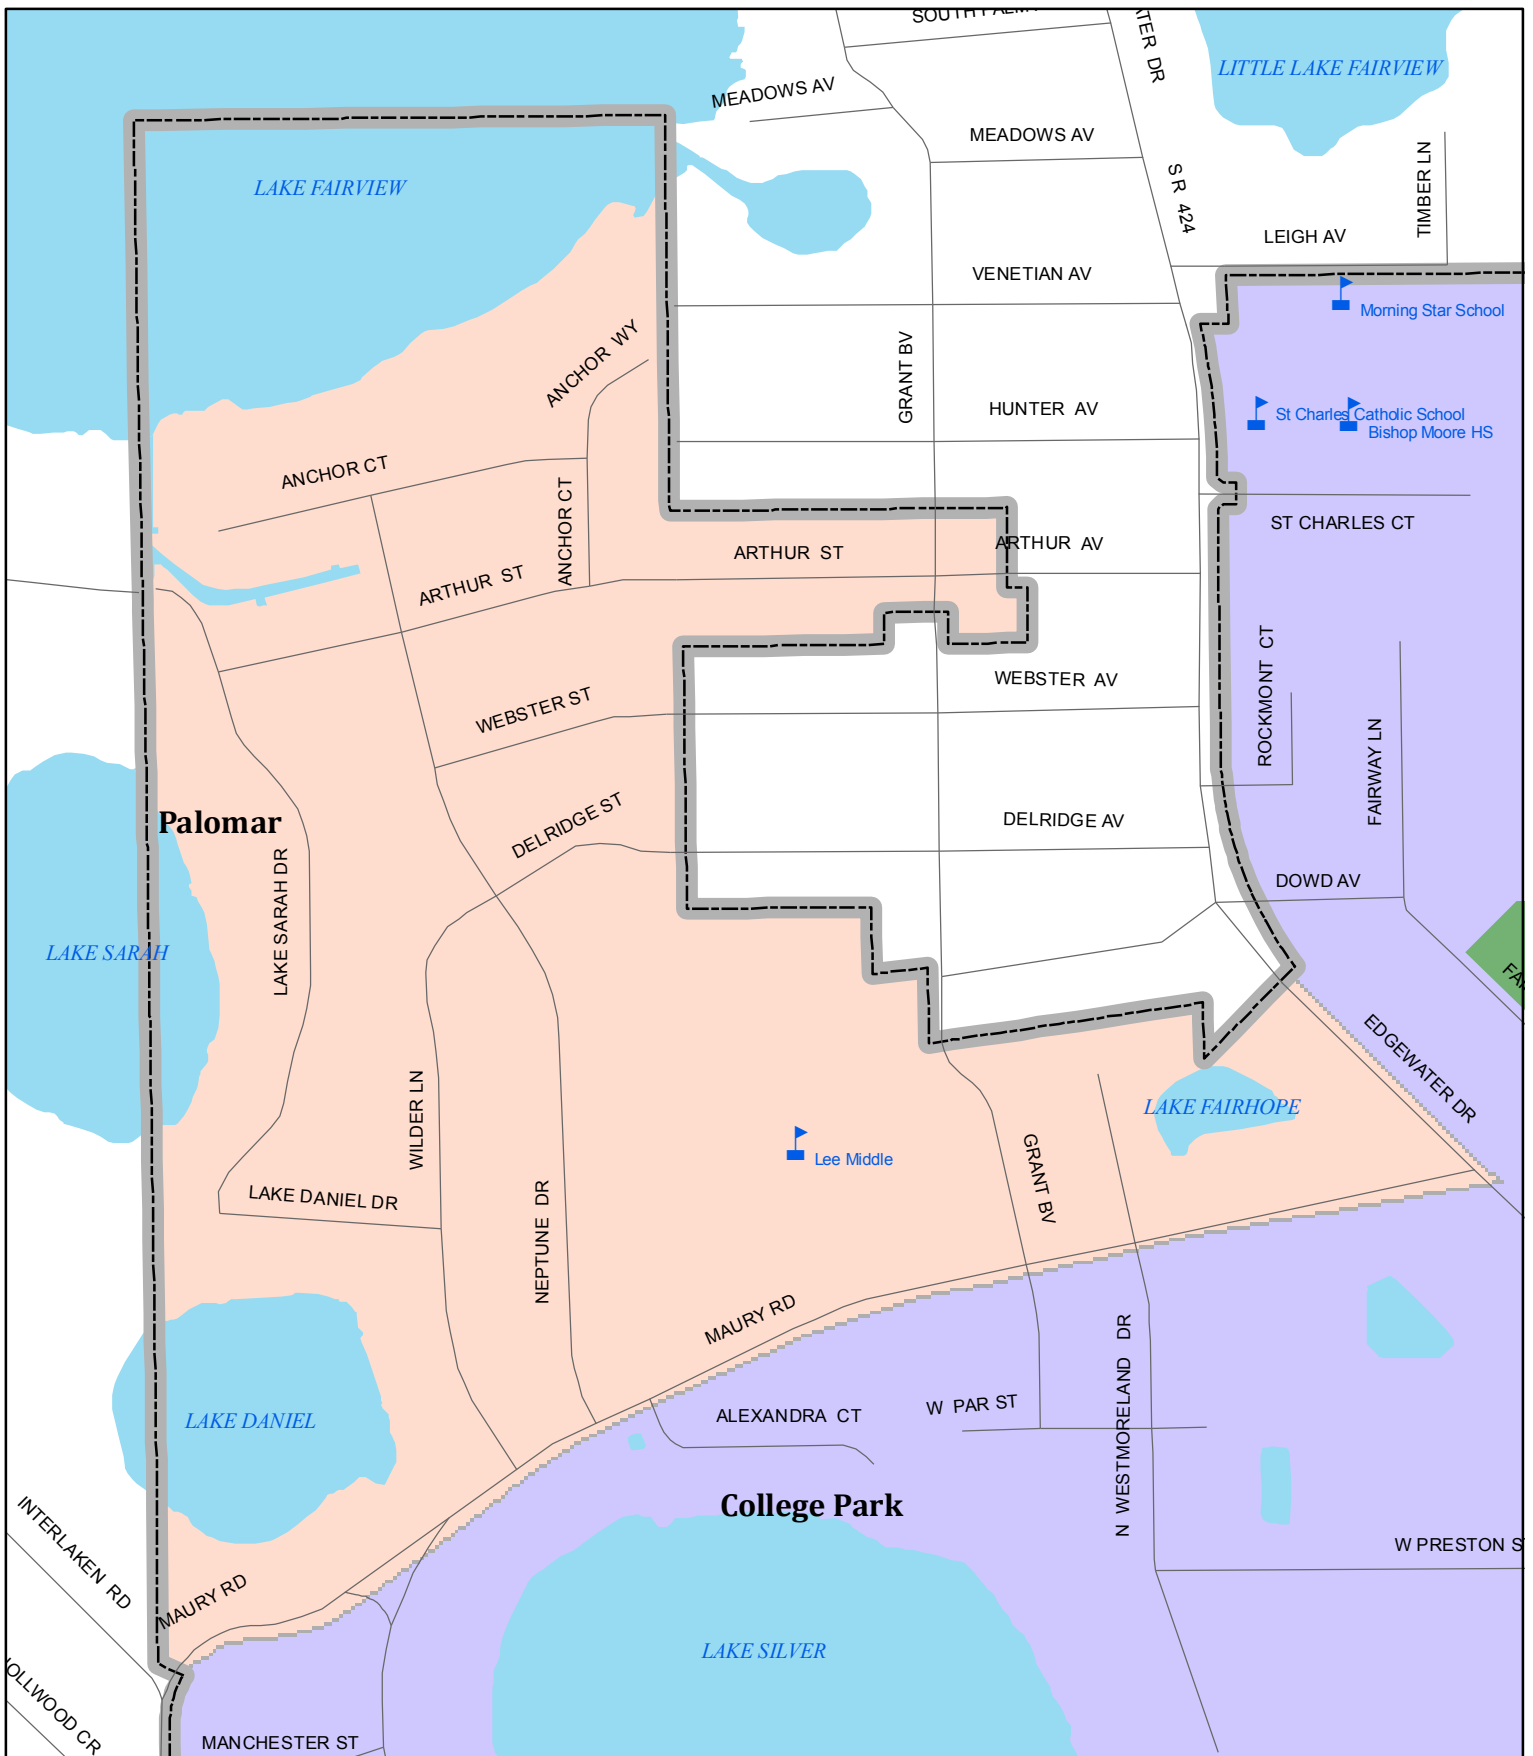 LITTLE LAKE FAIRVIEW
MEADOWS AV
MEADOWS AV
S R 424
TIMBER LN
LAKE FAIRVIEW
LEIGH AV
VENETIAN AV
Morning Star School
ANCHOR WY
GRANT BV
HUNTER AV
St Charles Catholic School
Bishop Moore HS
ANCHOR CT
ANCHOR CT
ST CHARLES CT
ARTHUR AV
ARTHUR ST
ARTHUR ST
ROCKMONT CT
WEBSTER AV
WEBSTER ST
FAIRWAY LN
Palomar
DELRIDGE ST
DELRIDGE AV
DOWD AV
LAKE SARAH DR
LAKE SARAH
EDGEWATER DR
LAKE FAIRHOPE
WILDER LN
Lee Middle
GRANT BV
LAKE DANIEL DR
NEPTUNE DR
MAURY RD
N WESTMORELAND DR
W PAR ST
ALEXANDRA CT
LAKE DANIEL
College Park
INTERLAKEN RD
W PRESTON S
MAURY RD
LAKE SILVER
OLLWOOD CR
MANCHESTER ST